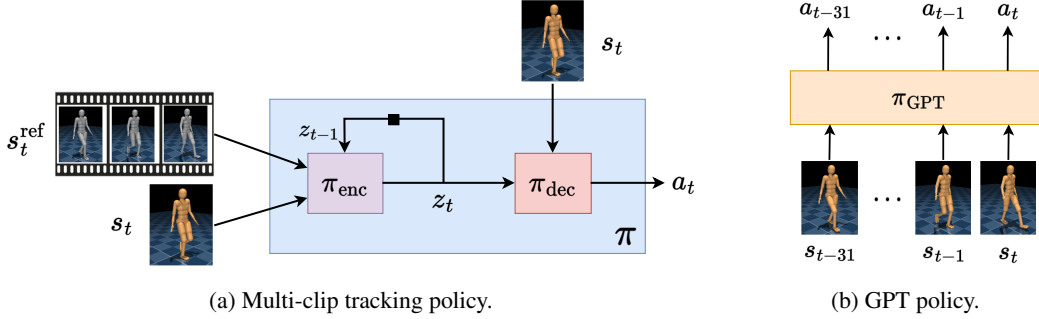 s_t^ref
s_t
z_{t−1}
π_enc
z_t
π_dec
s_t
a_t
π
(a) Multi-clip tracking policy.
a_{t−31} ... a_{t−1} a_t
π_GPT
...
s_{t−31} s_{t−1} s_t
(b) GPT policy.